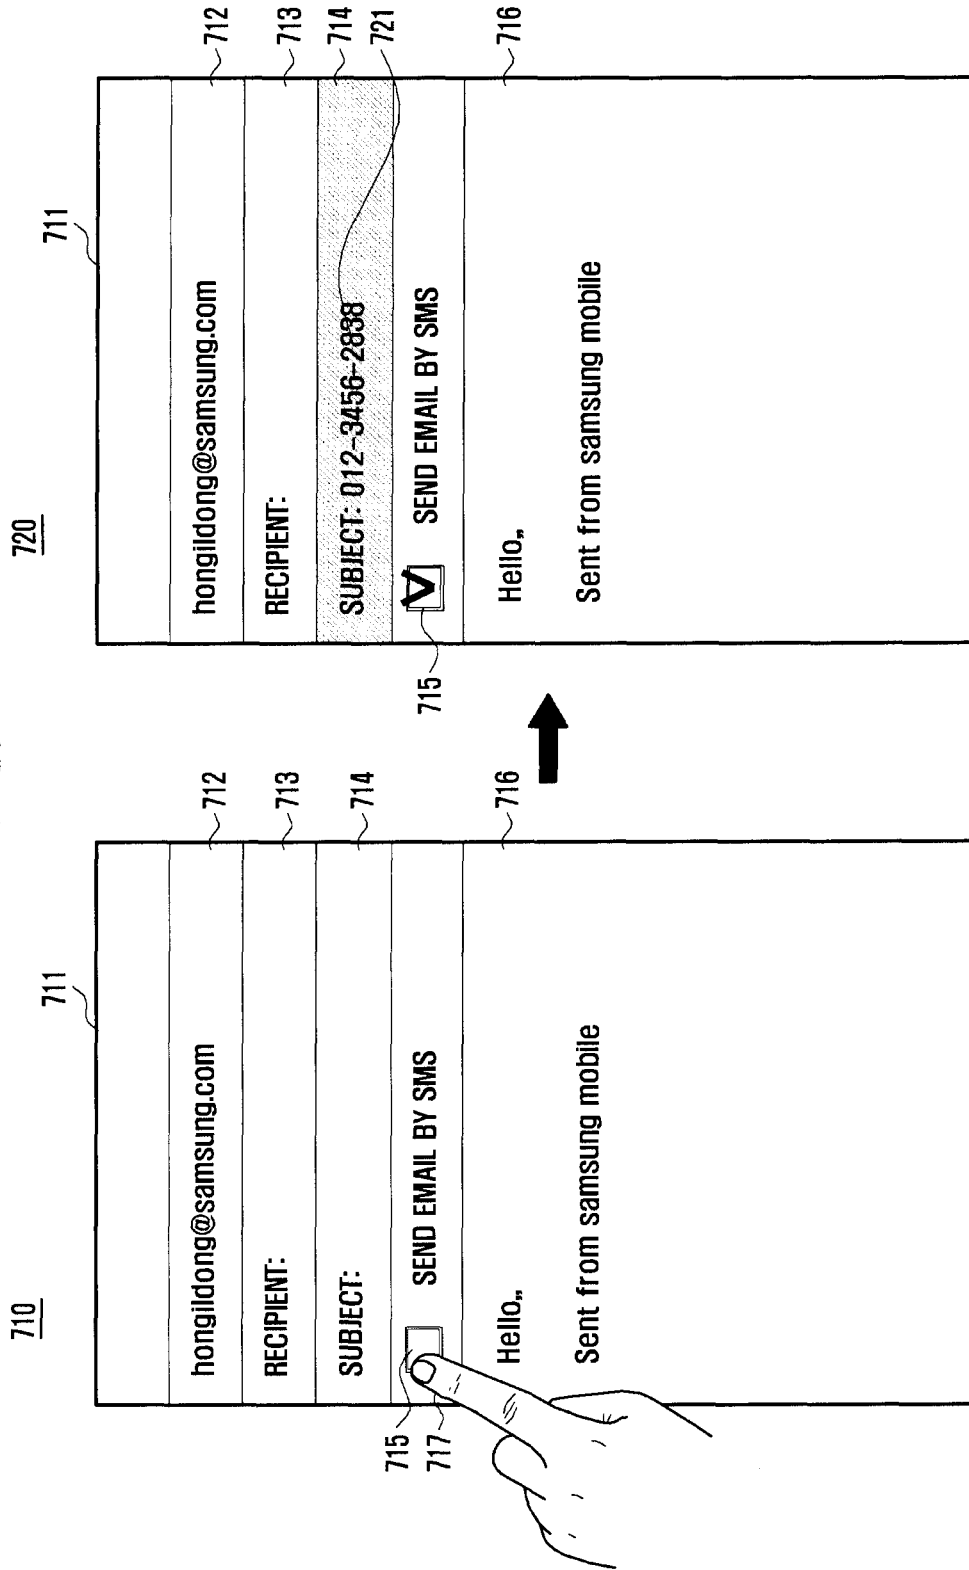 710
711
hongildong@samsung.com
712
RECIPIENT:
713
SUBJECT:
714
715
SEND EMAIL BY SMS
717
Hello,,
716
Sent from samsung mobile
720
711
hongildong@samsung.com
712
RECIPIENT:
713
SUBJECT: 012-3456-2838
714
721
V
SEND EMAIL BY SMS
715
Hello,,
716
Sent from samsung mobile